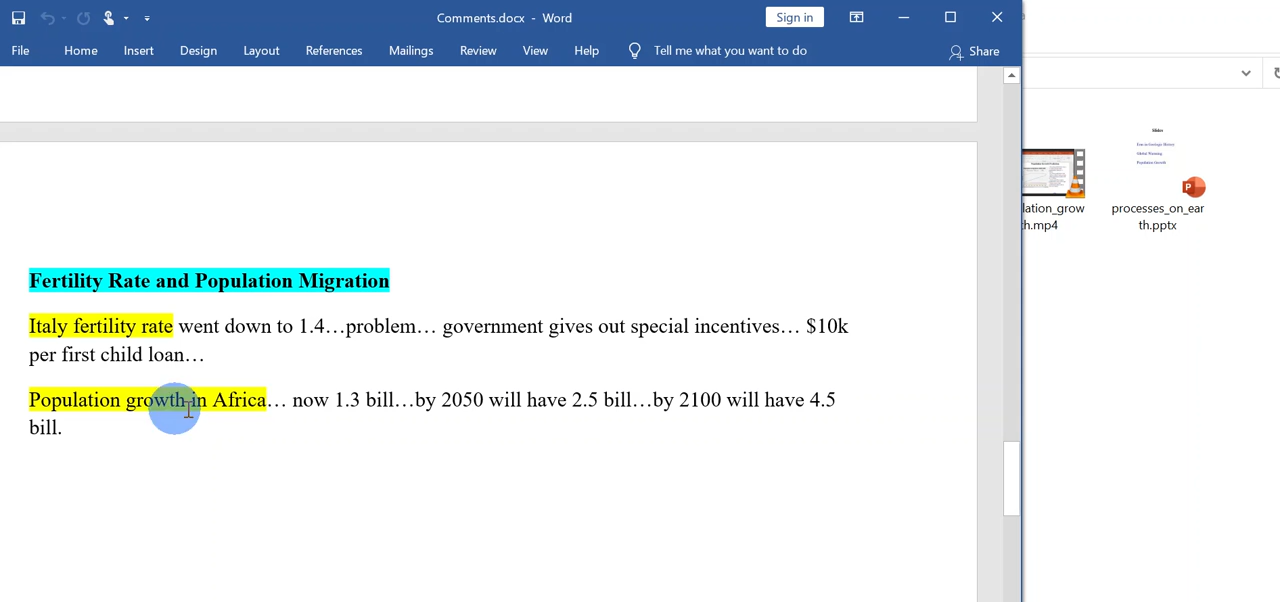 Comments.docx - Word
Sign in
File Home Insert Design Layout References Mailings Review View Help Tell me what you want to do Share
Fertility Rate and Population Migration
Italy fertility rate went down to 1.4…problem… government gives out special incentives… $10k
per first child loan…
Population growth in Africa… now 1.3 bill…by 2050 will have 2.5 bill…by 2100 will have 4.5
bill.
Slides
Population Growth
P
lation_grow
h.mp4
processes_on_ear
th.pptx